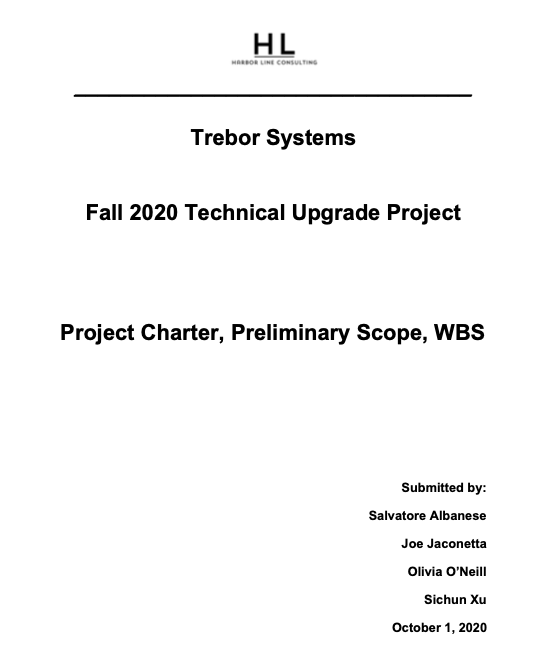 HL
HARBOR LINE CONSULTING
Trebor Systems
Fall 2020 Technical Upgrade Project
Project Charter, Preliminary Scope, WBS
Submitted by:
Salvatore Albanese
Joe Jaconetta
Olivia O’Neill
Sichun Xu
October 1, 2020